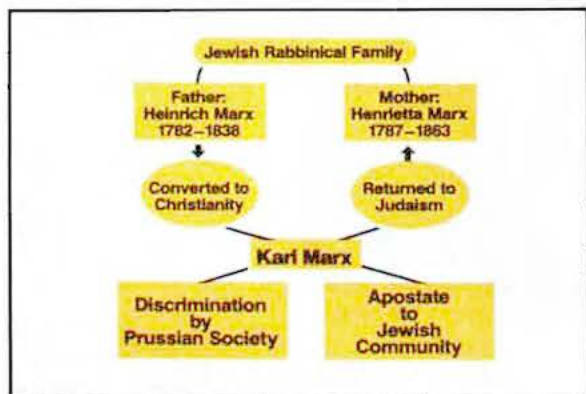 Jewish Rabbinical Family
Father:
Heinrich Marx
1782–1838
Mother:
Henrietta Marx
1787–1863
Converted to
Christianity
Returned to
Judaism
Karl Marx
Discrimination
by
Prussian Society
Apostate
to
Jewish
Community